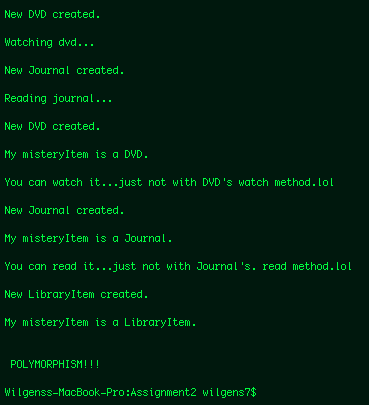 New DVD created.
Watching dvd...
New Journal created.
Reading journal...
New DVD created.
My misteryItem is a DVD.
You can watch it...just not with DVD's watch method.lol
New Journal created.
My misteryItem is a Journal.
You can read it...just not with Journal's. read method.lol
New LibraryItem created.
My misteryItem is a LibraryItem.
POLYMORPHISM!!!
Wilgenss-MacBook-Pro:Assignment2 wilgens7$